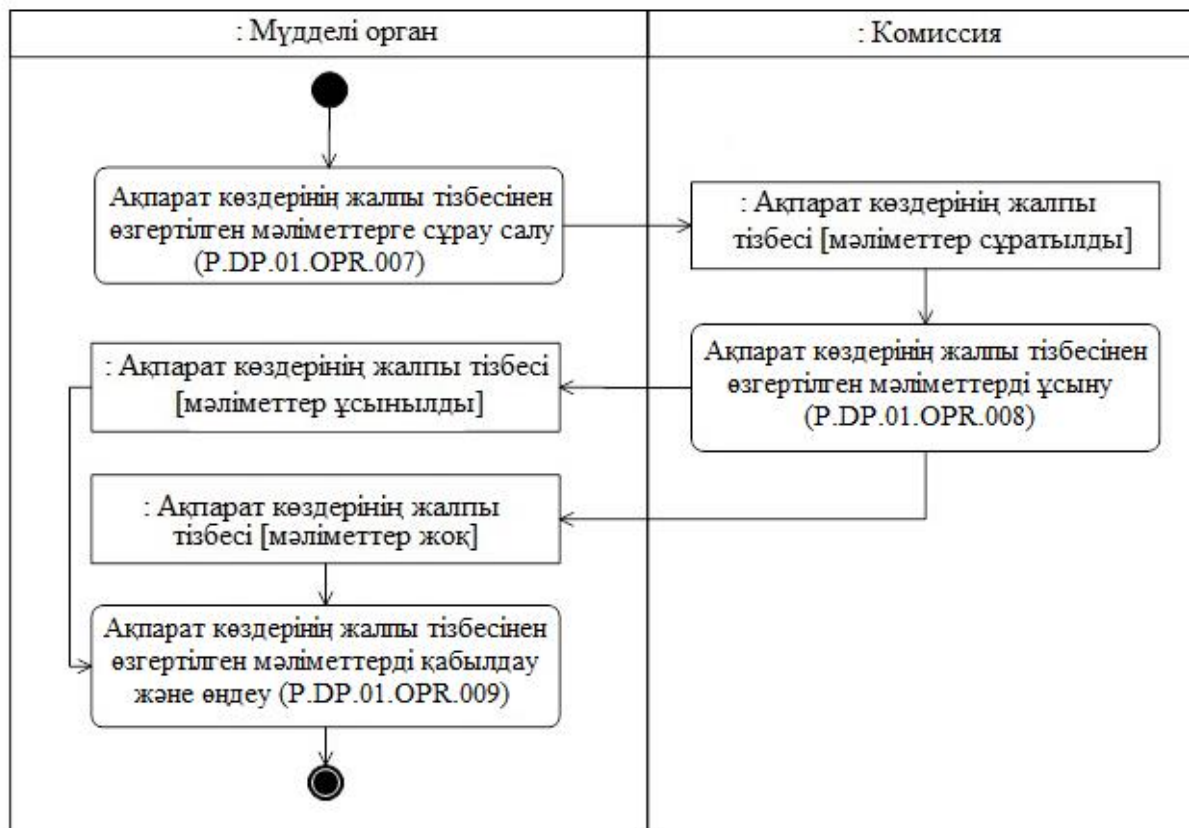 : Мүдделі орган
: Комиссия
Ақпарат көздерінің жалпы тізбесінен
өзгертілген мәліметтерге сұрау салу
(P.DP.01.OPR.007)
: Ақпарат көздерінің жалпы
тізбесі [мәліметтер сұратылды]
Ақпарат көздерінің жалпы тізбесінен
өзгертілген мәліметтерді ұсыну
(P.DP.01.OPR.008)
: Ақпарат көздерінің жалпы тізбесі
[мәліметтер ұсынылды]
: Ақпарат көздерінің жалпы
тізбесі [мәліметтер жоқ]
Ақпарат көздерінің жалпы тізбесінен
өзгертілген мәліметтерді қабылдау
және өңдеу (P.DP.01.OPR.009)